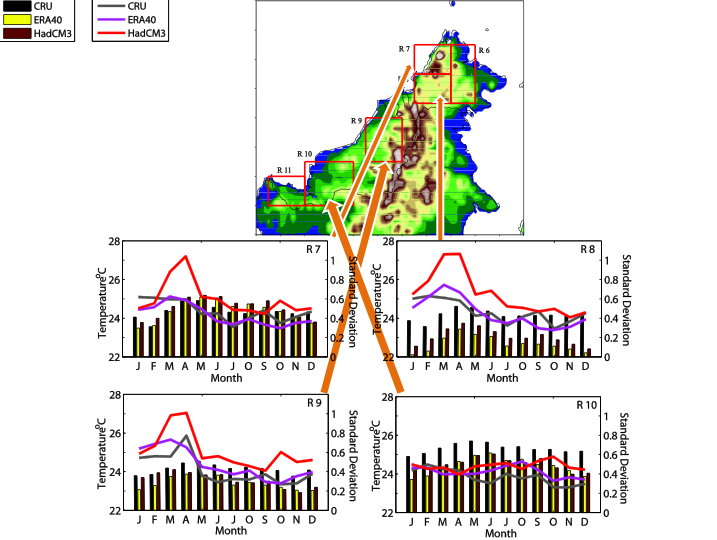 CRU
ERA40
HadCM3
CRU
ERA40
HadCM3
R 7
R 6
R 9
R 10
R 11
R 7
28
26
24
22
Temperature°C
1
0.8
0.6
0.4
0.2
0
Standard Deviation
J F M A M J J A S O N D
Month
R 8
28
26
24
22
Temperature°C
1
0.8
0.6
0.4
0.2
0
Standard Deviation
J F M A M J J A S O N D
Month
R 9
28
26
24
22
Temperature°C
1
0.8
0.6
0.4
0.2
0
Standard Deviation
J F M A M J J A S O N D
Month
R 10
28
26
24
22
Temperature°C
1
0.8
0.6
0.4
0.2
0
Standard Deviation
J F M A M J J A S O N D
Month